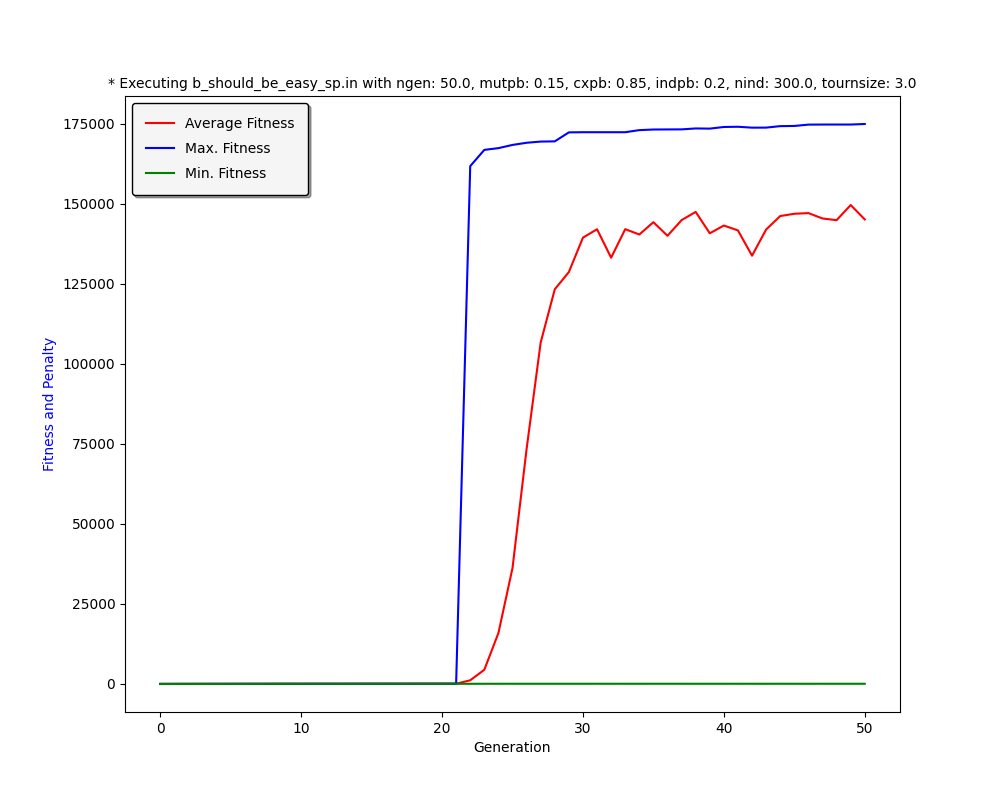 * Executing b_should_be_easy_sp.in with ngen: 50.0, mutpb: 0.15, cxpb: 0.85, indpb: 0.2, nind: 300.0, tournsize: 3.0
Average Fitness
Max. Fitness
Min. Fitness
175000
150000
125000
100000
75000
50000
25000
0
Fitness and Penalty
0 10 20 30 40 50
Generation